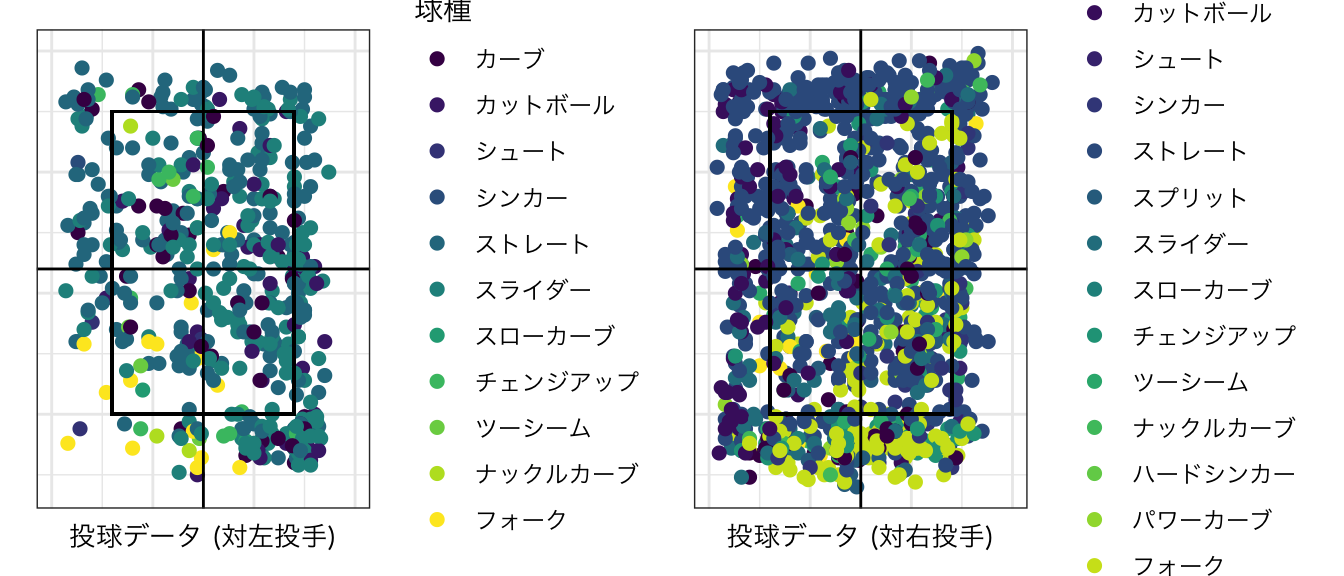 球種
カーブ
カットボール
シュート
シンカー
ストレート
スライダー
スローカーブ
チェンジアップ
ツーシーム
ナックルカーブ
フォーク
投球データ (対左投手)
カットボール
シュート
シンカー
ストレート
スプリット
スライダー
スローカーブ
チェンジアップ
ツーシーム
ナックルカーブ
ハードシンカー
パワーカーブ
フォーク
投球データ (対右投手)